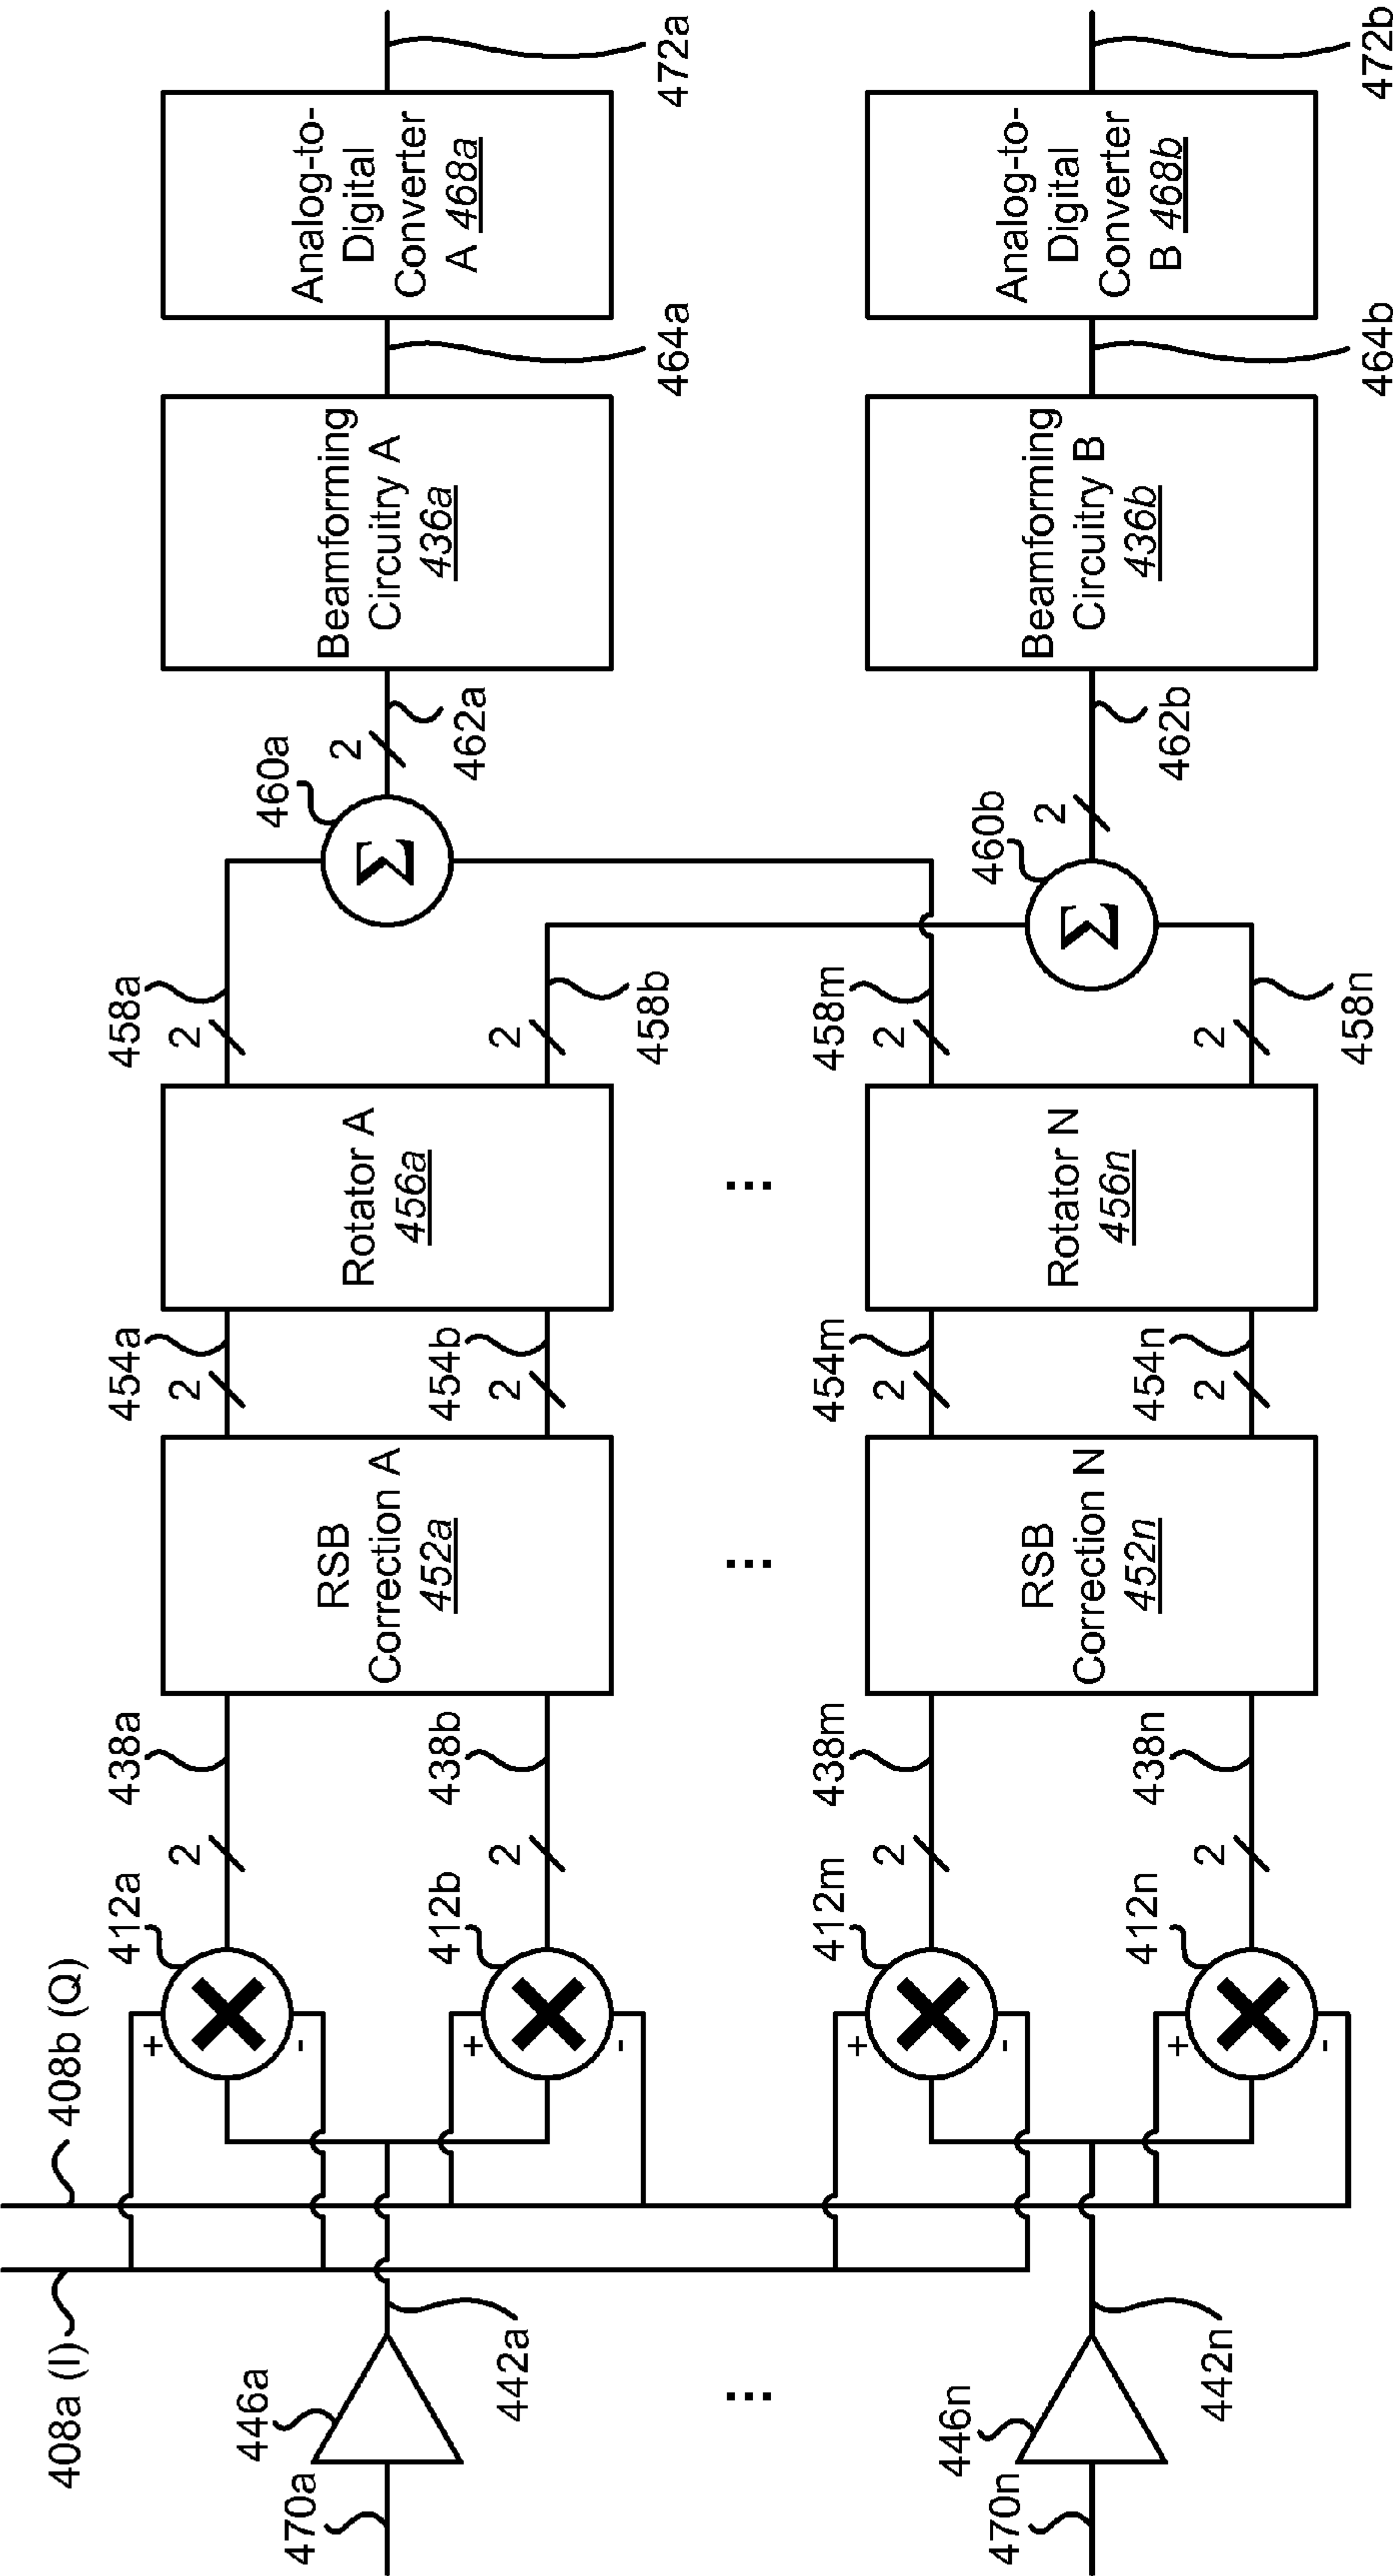 408a (I)
408b (Q)
470a
446a
442a
412a
+
-
2
438a
412b
+
-
2
438b
RSB
Correction A
452a
454a
2
454b
2
Rotator A
456a
458a
2
458b
2
460a
Σ
2
462a
Beamforming
Circuitry A
436a
464a
Analog-to-
Digital
Converter
A 468a
472a
...
...
...
470n
446n
442n
412m
+
-
2
438m
412n
+
-
2
438n
RSB
Correction N
452n
454m
2
454n
2
Rotator N
456n
458m
2
458n
2
460b
Σ
2
462b
Beamforming
Circuitry B
436b
464b
Analog-to-
Digital
Converter
B 468b
472b